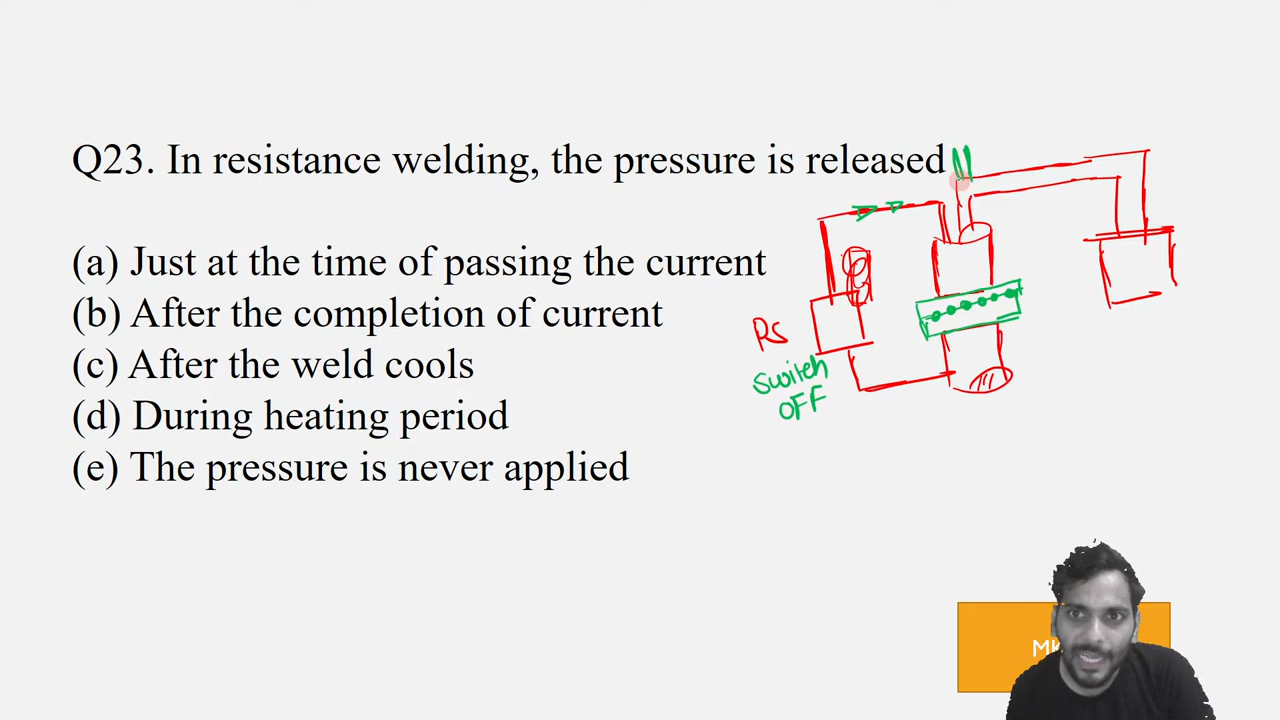 Q23. In resistance welding, the pressure is released
(a) Just at the time of passing the current
(b) After the completion of current
(c) After the weld cools
(d) During heating period
(e) The pressure is never applied
RS
Switch
OFF